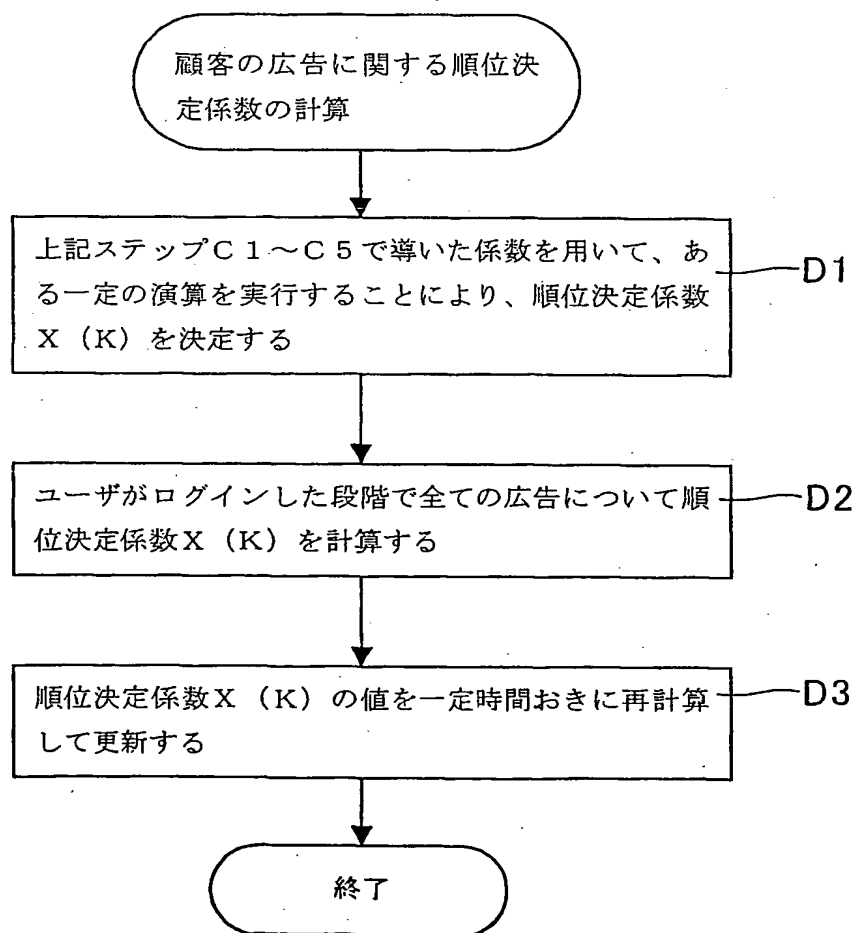 顧客の広告に関する順位決
定係数の計算
上記ステップC1～C5で導いた係数を用いて、あ
る一定の演算を実行することにより、順位決定係数
X（K）を決定する
D1
ユーザがログインした段階で全ての広告について順
位決定係数X（K）を計算する
D2
順位決定係数X（K）の値を一定時間おきに再計算
して更新する
D3
終了